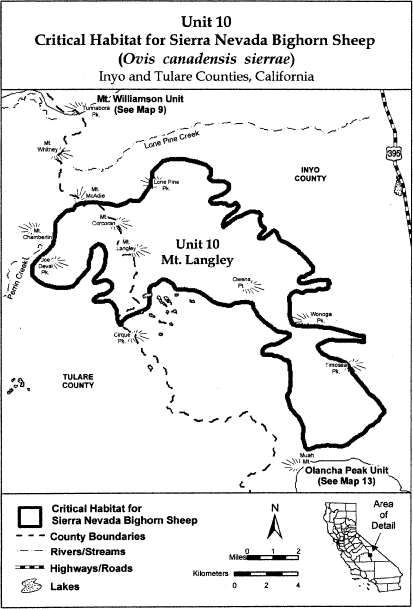 Unit 10
Critical Habitat for Sierra Nevada Bighorn Sheep
(Ovis canadensis sierrae)
Inyo and Tulare Counties, California
Mt. Williamson Unit
(See Map 9)
Tunnabora
Pk.
Mt.
Whitney
Lone Pine Creek
395
INYO
COUNTY
Lone Pine
Pk.
Mt.
McAdie
Mt.
Corcoran
Mt.
Chamberlin
Mt.
Langley
Unit 10
Mt. Langley
Joe
Devel
Pk.
Perrin Creek
Owens
Pt.
Wonoga
Pk.
Cirque
Pk.
Timosea
Pk.
TULARE
COUNTY
Muah
Mt.
Olancha Peak Unit
(See Map 13)
Critical Habitat for
Sierra Nevada Bighorn Sheep
County Boundaries
Rivers/Streams
Highways/Roads
Lakes
N
Miles
0 1 2
Kilometers
0 2 4
Area
of
Detail